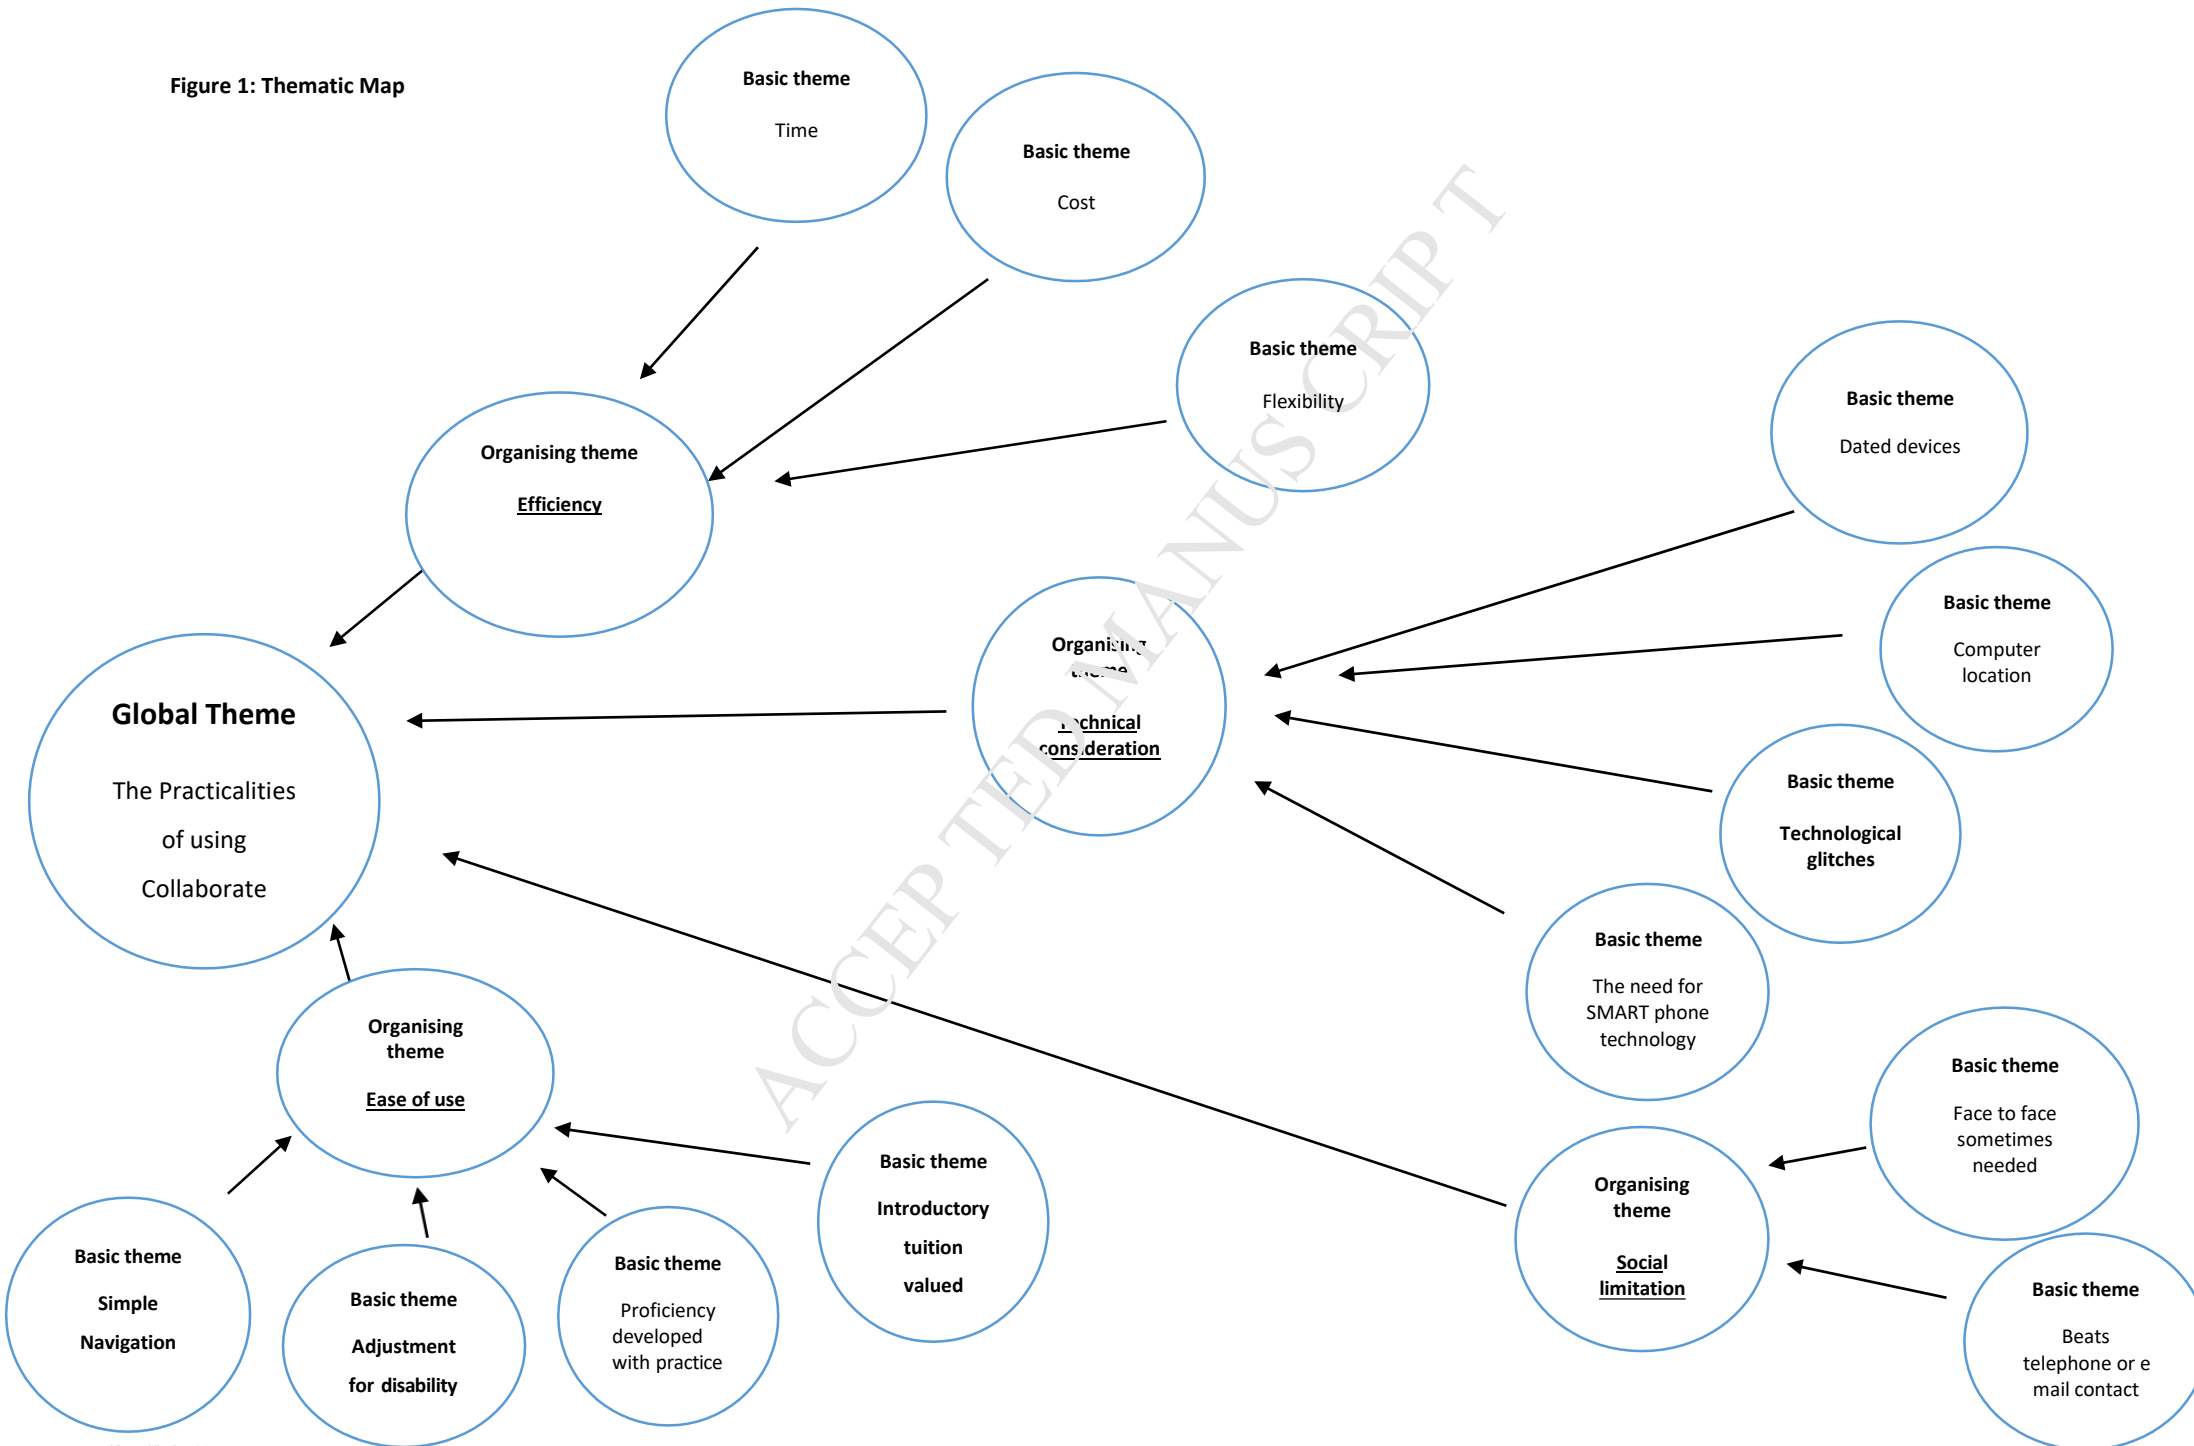 Figure 1: Thematic Map
Basic theme
Time
Basic theme
Cost
Basic theme
Flexibility
Basic theme
Dated devices
Organising theme
Efficiency
Basic theme
Computer
location
Organising
theme
Technical
consideration
Global Theme
The Practicalities
of using
Collaborate
Basic theme
Technological
glitches
Basic theme
The need for
SMART phone
technology
Organising
theme
Ease of use
Basic theme
Face to face
sometimes
needed
Basic theme
Introductory
tuition
valued
Organising
theme
Social
limitation
Basic theme
Simple
Navigation
Basic theme
Adjustment
for disability
Basic theme
Proficiency
developed
with practice
Basic theme
Beats
telephone or e
mail contact
ACCEPTED MANUSCRIPT